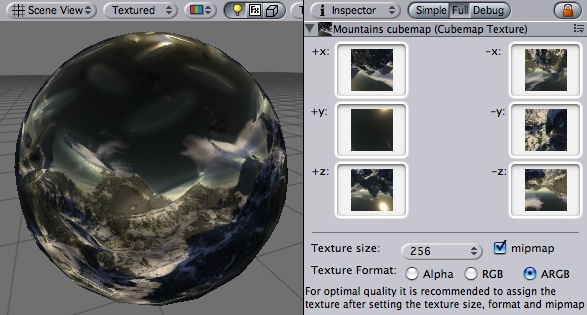 Scene View Textured Fx T
Inspector Simple Full Debug
Mountains cubemap (Cubemap Texture)
+x: -x:
+y: -y:
+z: -z:
Texture size: 256 mipmap
Texture Format: Alpha RGB ARGB
For optimal quality it is recommended to assign the
texture after setting the texture size, format and mipmap